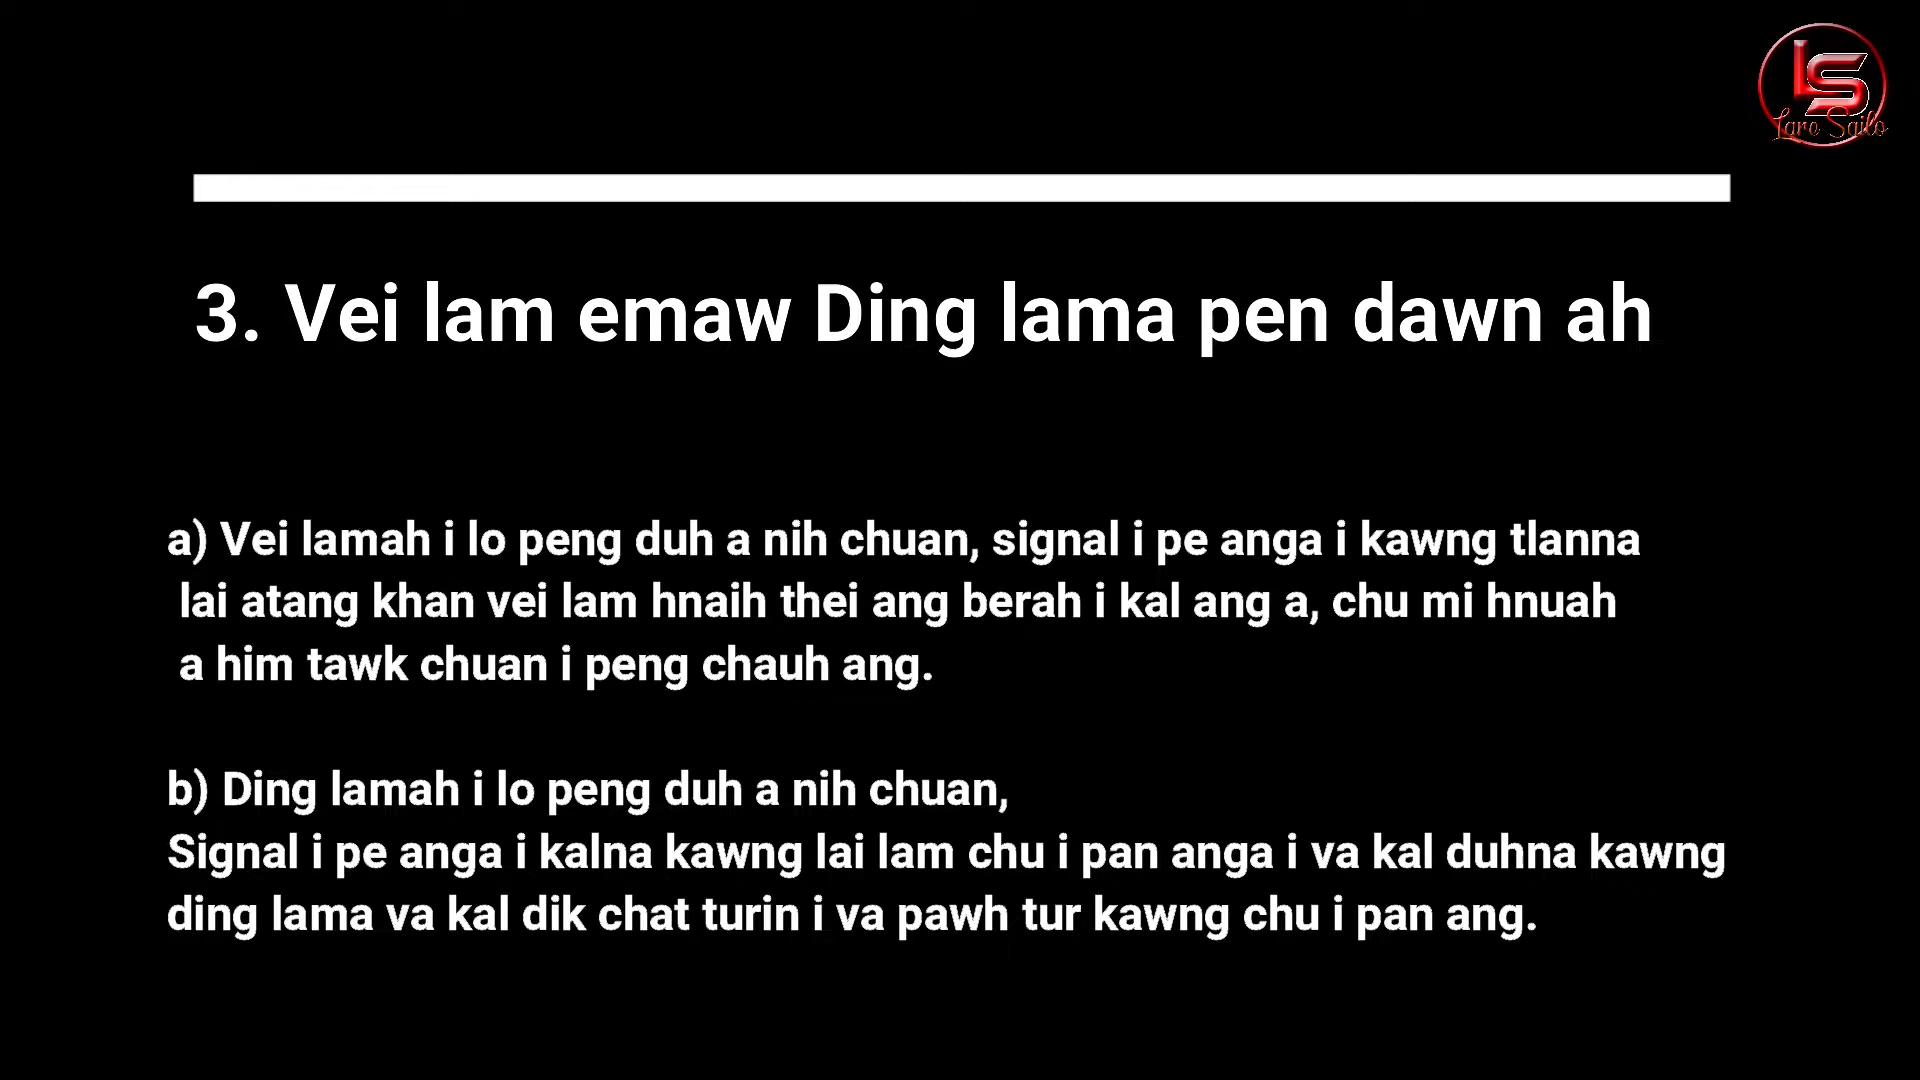 LS
Lare Sailo
3. Vei lam emaw Ding lama pen dawn ah
a) Vei lamah i lo peng duh a nih chuan, signal i pe anga i kawng tlanna
lai atang khan vei lam hnaih thei ang berah i kal ang a, chu mi hnuah
a him tawk chuan i peng chauh ang.
b) Ding lamah i lo peng duh a nih chuan,
Signal i pe anga i kalna kawng lai lam chu i pan anga i va kal duhna kawng
ding lama va kal dik chat turin i va pawh tur kawng chu i pan ang.